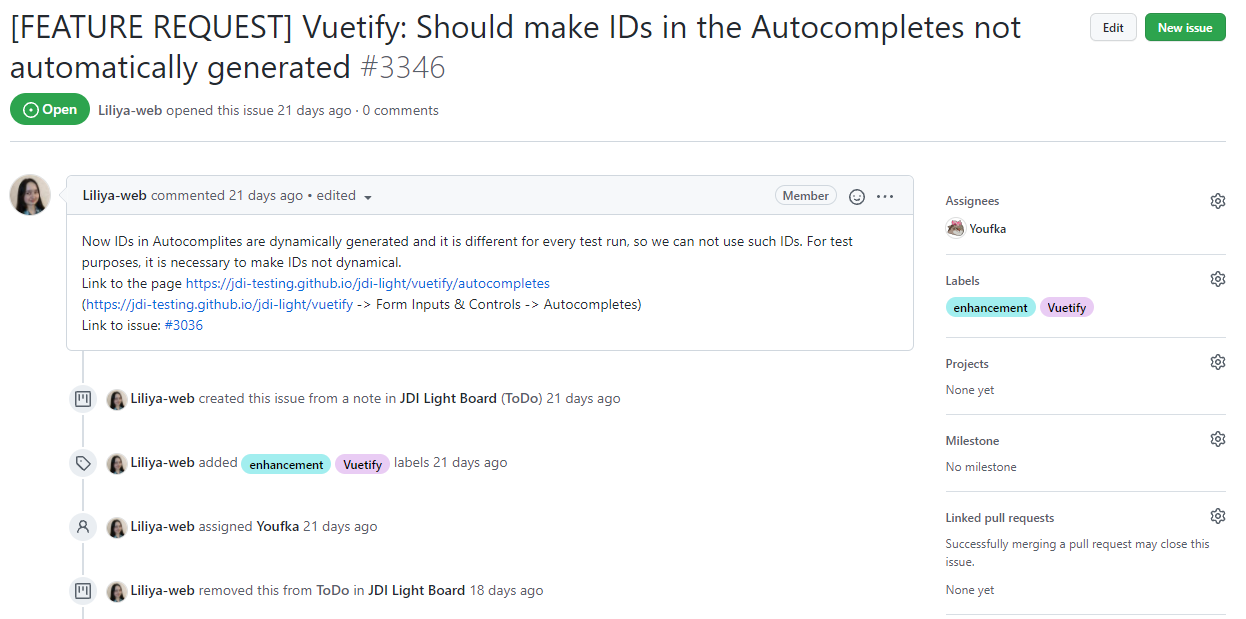 [FEATURE REQUEST] Vuetify: Should make IDs in the Autocompletes not
automatically generated #3346
Edit
New issue
Open
Liliya-web opened this issue 21 days ago · 0 comments
Liliya-web commented 21 days ago • edited
Member
Now IDs in Autocomplites are dynamically generated and it is different for every test run, so we can not use such IDs. For test
purposes, it is necessary to make IDs not dynamical.
Link to the page https://jdi-testing.github.io/jdi-light/vuetify/autocompletes
(https://jdi-testing.github.io/jdi-light/vuetify -> Form Inputs & Controls -> Autocompletes)
Link to issue: #3036
Liliya-web created this issue from a note in JDI Light Board (ToDo) 21 days ago
Liliya-web added enhancement Vuetify labels 21 days ago
Liliya-web assigned Youfka 21 days ago
Liliya-web removed this from ToDo in JDI Light Board 18 days ago
Assignees
Youfka
Labels
enhancement Vuetify
Projects
None yet
Milestone
No milestone
Linked pull requests
Successfully merging a pull request may close this
issue.
None yet